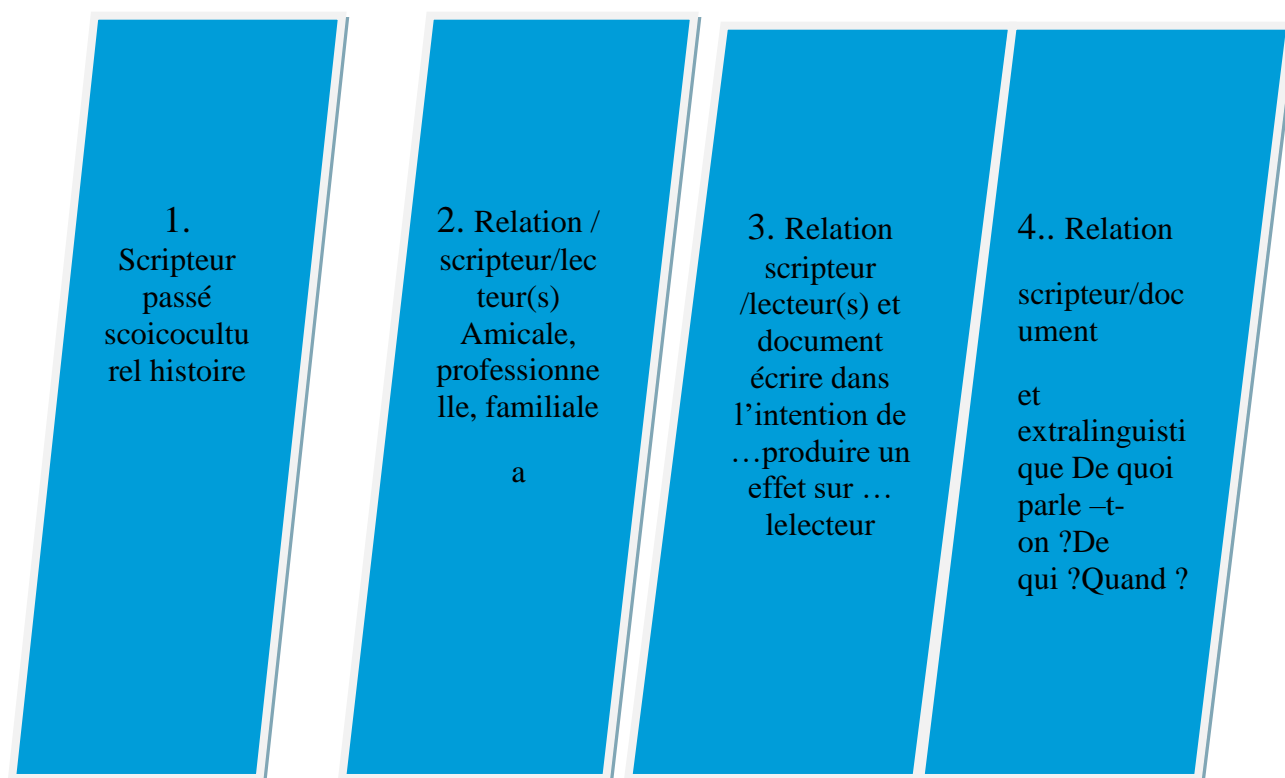 1.
Scripteur
passé
scoicocultu
rel histoire
2. Relation /
scripteur/lec
teur(s)
Amicale,
professionne
lle, familiale
a
3. Relation
scripteur
/lecteur(s) et
document
écrire dans
l’intention de
…produire un
effet sur …
lelecteur
4.. Relation
scripteur/doc
ument
et
extralinguisti
que De quoi
parle –t-
on ?De
qui ?Quand ?